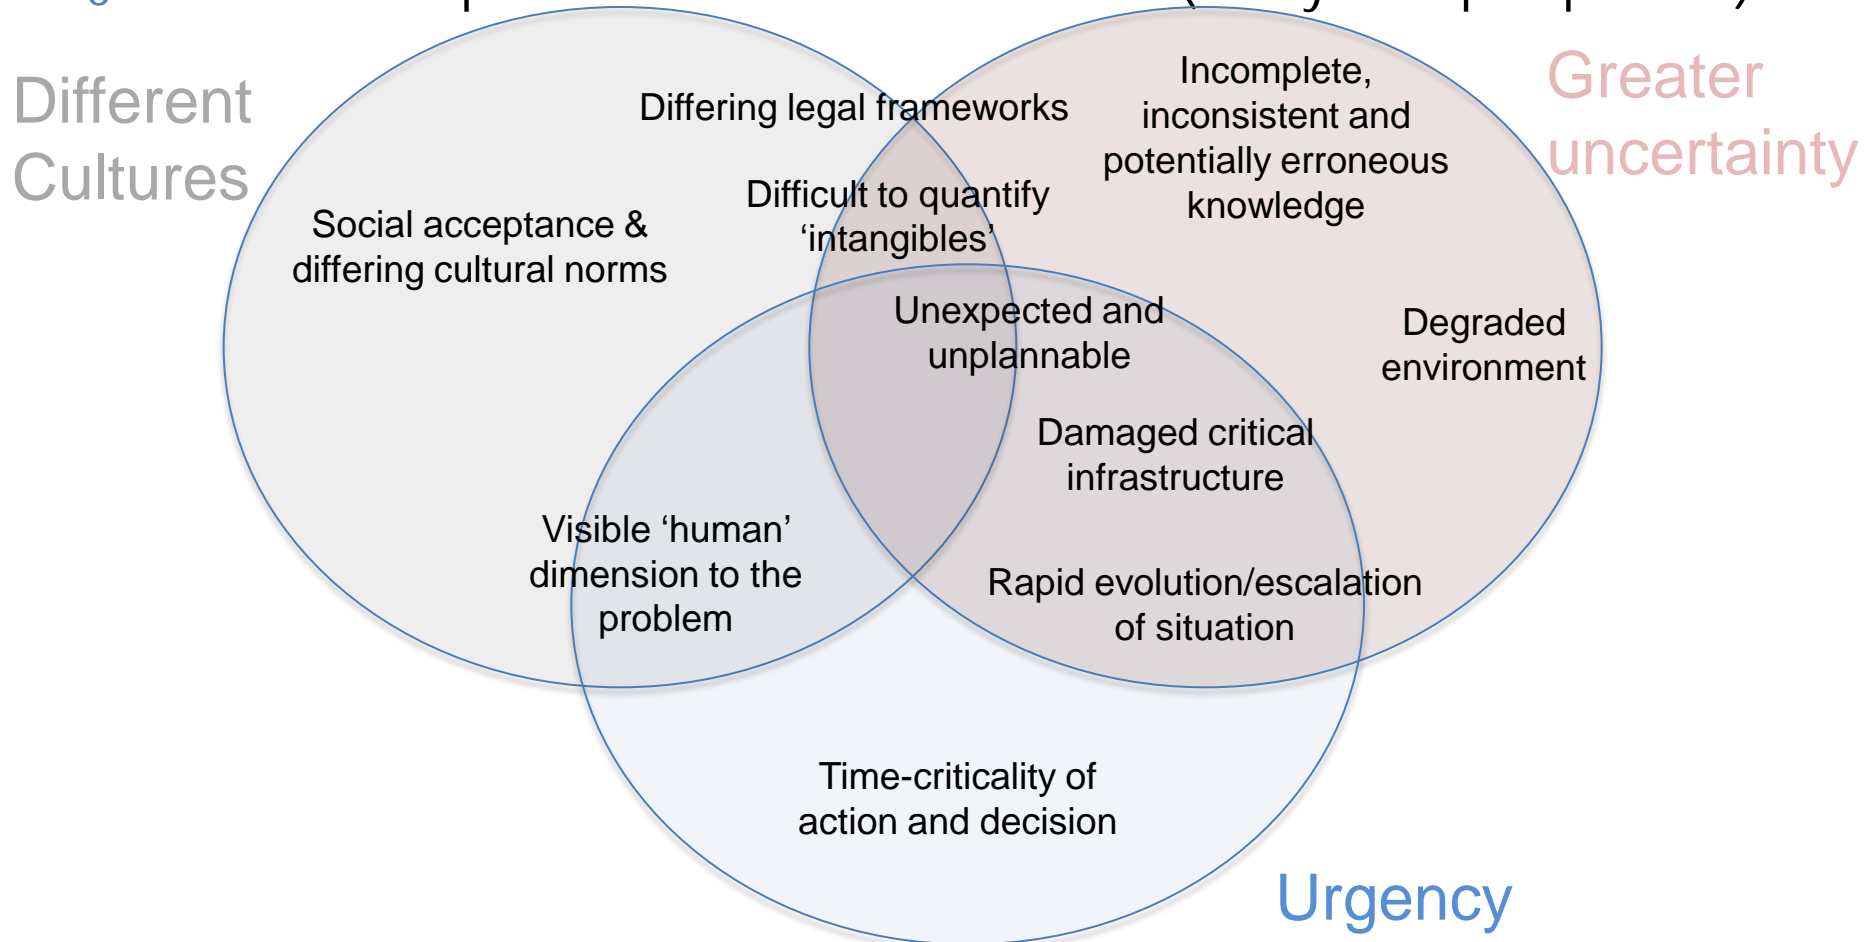 Different
Cultures
Greater
uncertainty
Differing legal frameworks
Incomplete,
inconsistent and
potentially erroneous
knowledge
Difficult to quantify
‘intangibles’
Social acceptance &
differing cultural norms
Unexpected and
unplannable
Degraded
environment
Damaged critical
infrastructure
Visible ‘human’
dimension to the
problem
Rapid evolution/escalation
of situation
Time-criticality of
action and decision
Urgency